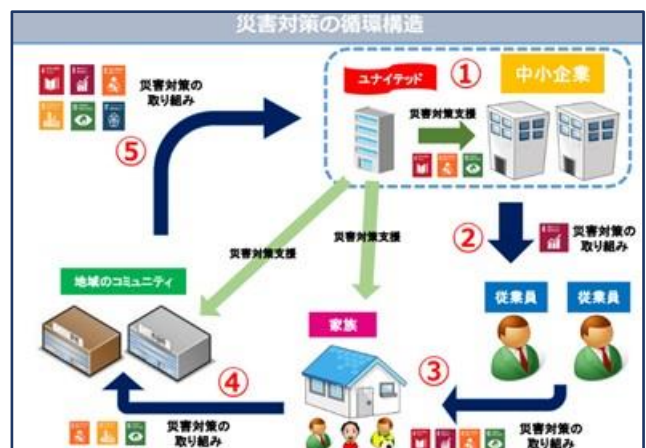 災害対策の循環構造
災害対策の
取り組み
ユナイテッド
①
中小企業
災害対策支援
⑤
②
災害対策の
取り組み
災害対策支援
災害対策支援
地域のコミュニティ
従業員
従業員
家族
③
④
災害対策の
取り組み
災害対策の
取り組み